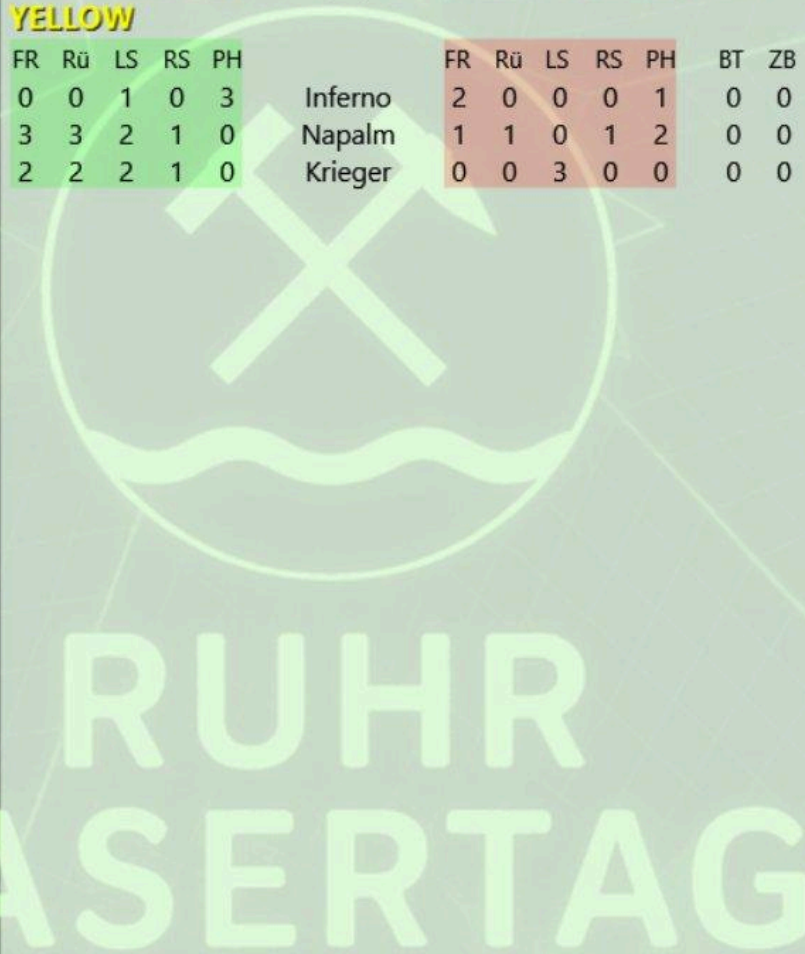 YELLOW
FR Rü LS RS PH FR Rü LS RS PH BT ZB
0 0 1 0 3 Inferno 2 0 0 0 1 0 0
3 3 2 1 0 Napalm 1 1 0 1 2 0 0
2 2 2 1 0 Krieger 0 0 3 0 0 0 0
RUHR
ASERTAG